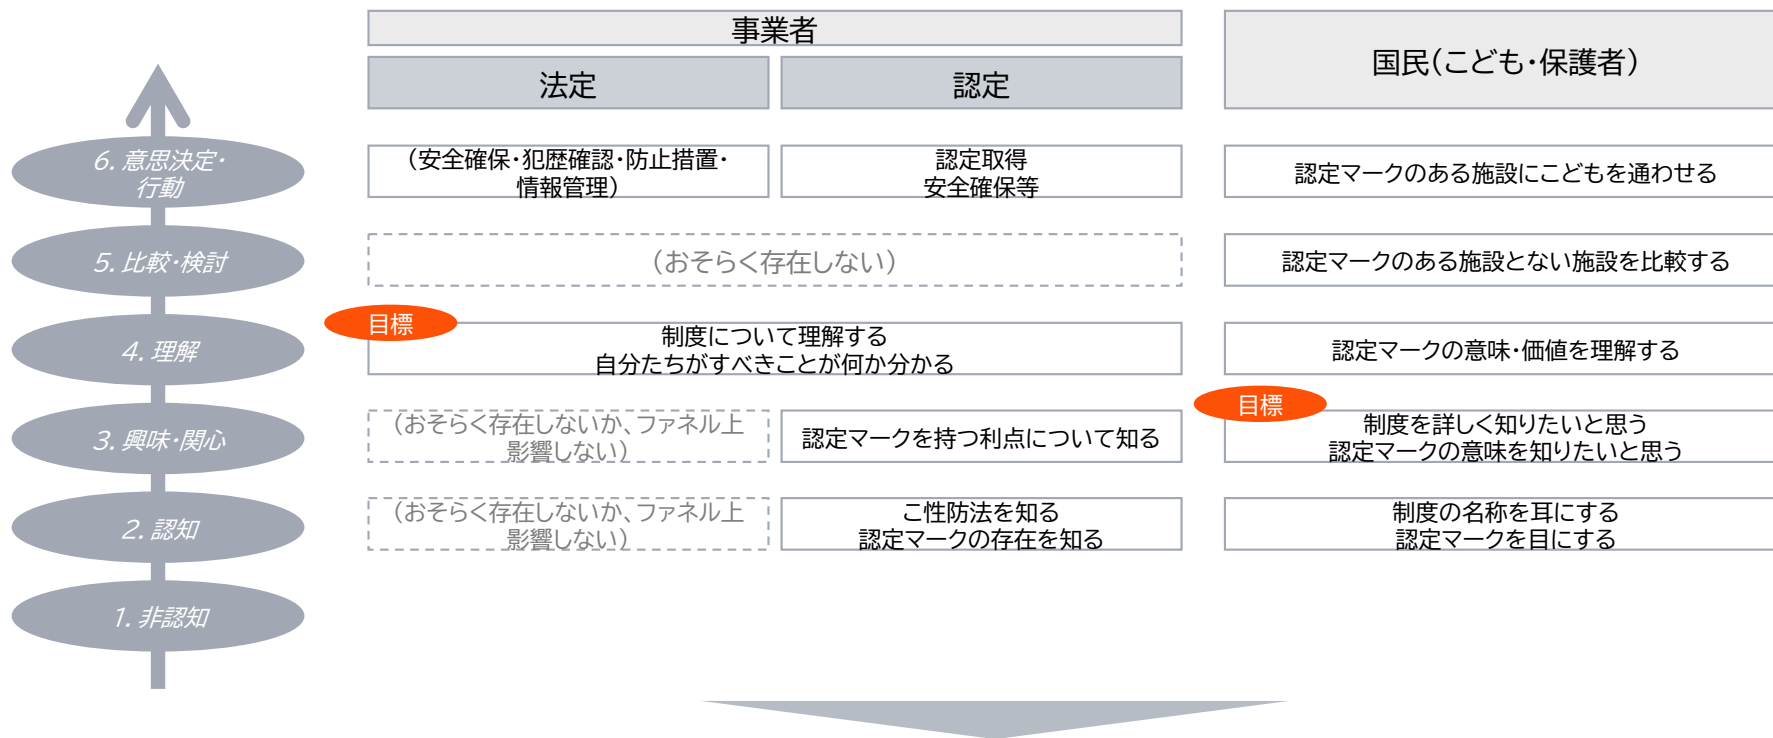 事業者
国民(こども・保護者)
法定
認定
6. 意思決定・
行動
(安全確保・犯歴確認・防止措置・
情報管理)
認定取得
安全確保等
認定マークのある施設にこどもを通わせる
5. 比較・検討
(おそらく存在しない)
認定マークのある施設とない施設を比較する
目標
4. 理解
制度について理解する
自分たちがすべきことが何か分かる
認定マークの意味・価値を理解する
目標
3. 興味・関心
(おそらく存在しないか、ファネル上
影響しない)
認定マークを持つ利点について知る
制度を詳しく知りたいと思う
認定マークの意味を知りたいと思う
2. 認知
(おそらく存在しないか、ファネル上
影響しない)
こ性防法を知る
認定マークの存在を知る
制度の名称を耳にする
認定マークを目にする
1. 非認知